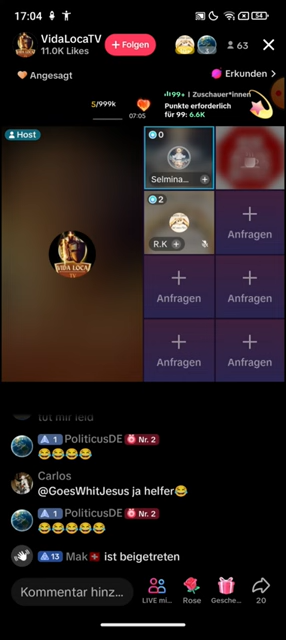 17:04
54
VidaLocaTV
11.0K Likes
+ Folgen
63
Angesagt
Erkunden >
5/999k
07:05
99+ | Zuschauer*innen
Punkte erforderlich
für 99: 6.6K
Host
0
Selmina...
VIDA LOCA
TV
2
R.K
Anfragen
Anfragen
Anfragen
Anfragen
Anfragen
tut mir leid
1 PoliticusDE Nr. 2
😂😂😂😂
Carlos
@GoesWhitJesus ja helfer😂
1 PoliticusDE Nr. 2
😂😂😂😂😂
13 Mak🇨🇭 ist beigetreten
Kommentar hinz...
LIVE mi...
Rose
Gesche...
20